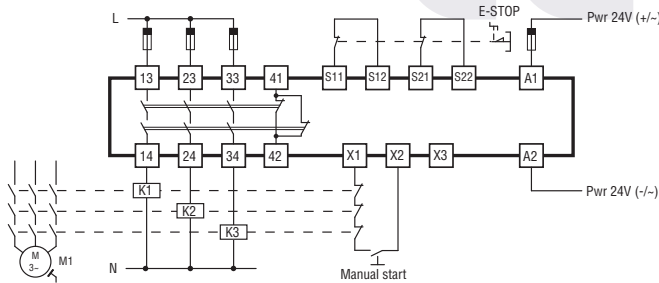 E-STOP
L
Pwr 24V (+/~)
13 23 33 41 S11 S12 S21 S22 A1
14 24 34 42 X1 X2 X3 A2
K1
Pwr 24V (-/~)
K2
K3
M
3~
M1
N
Manual start